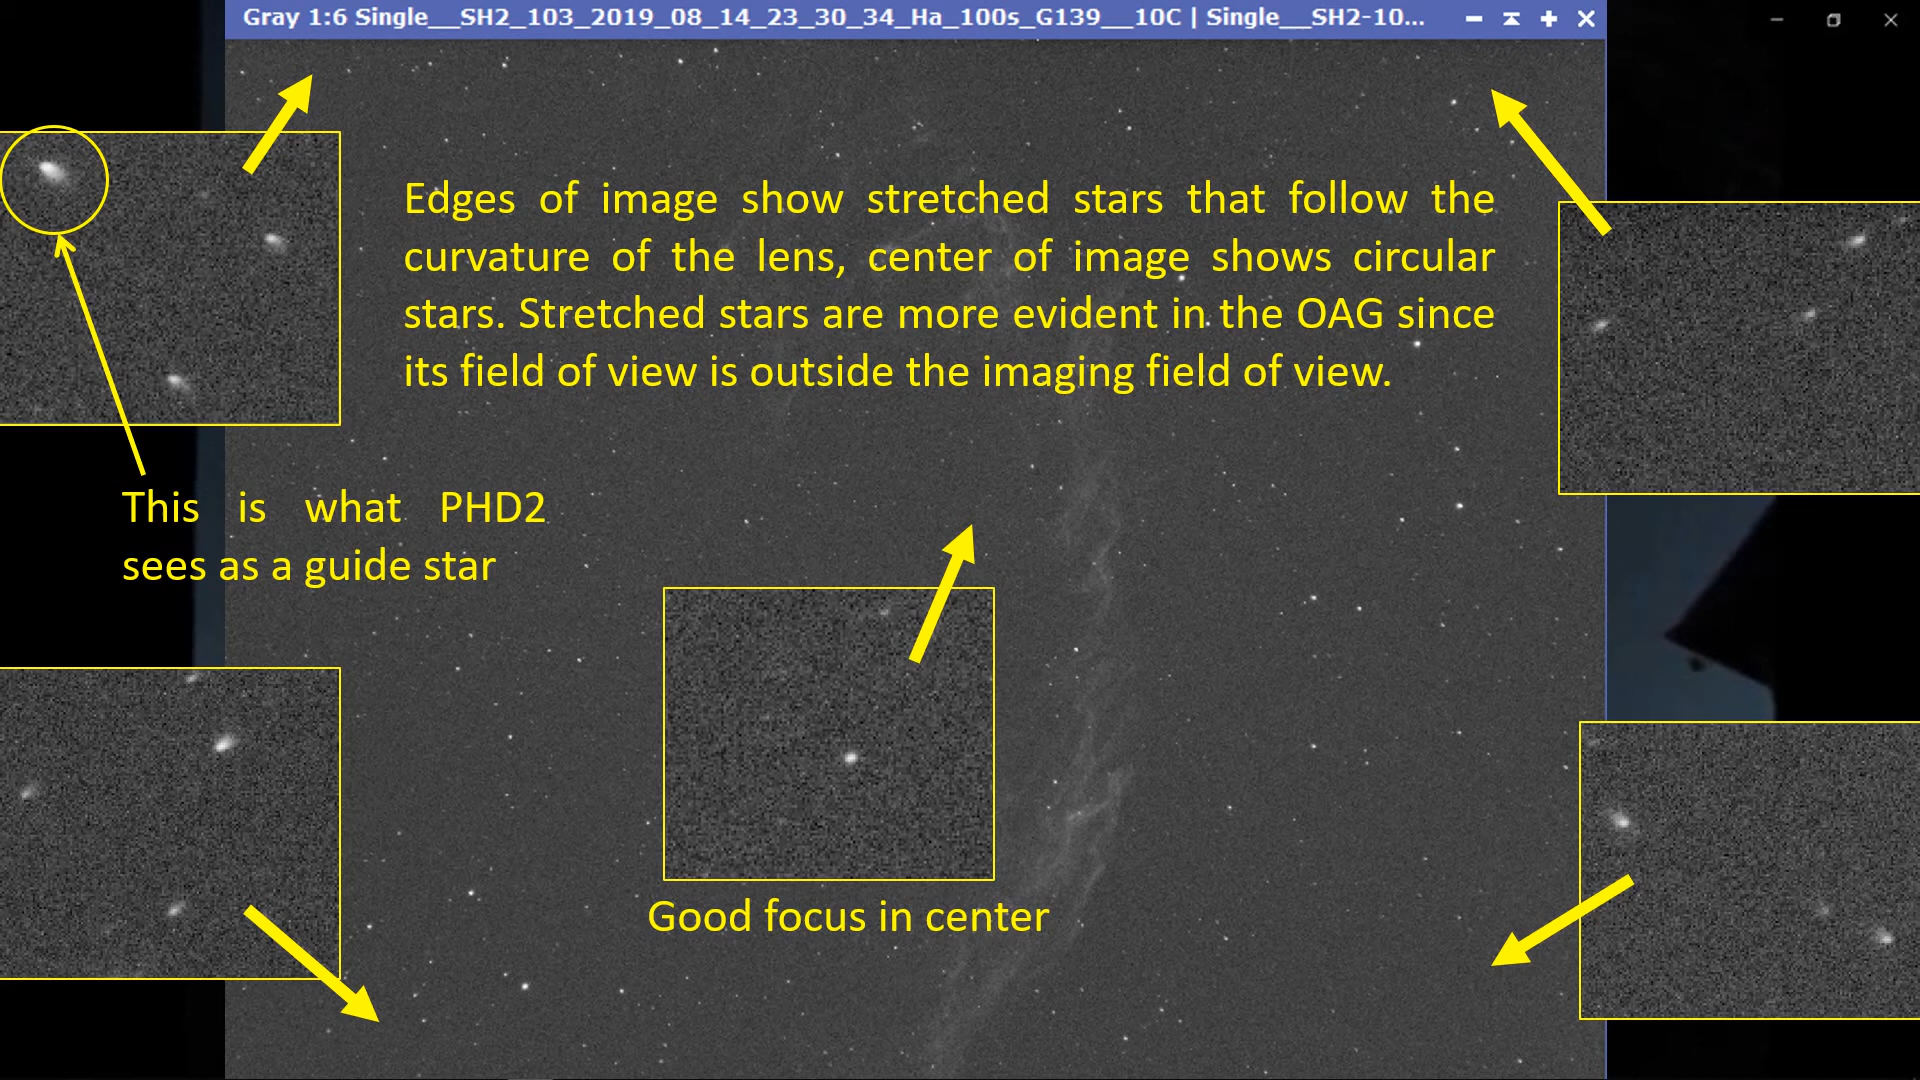 Gray 1:6 Single__SH2_103_2019_08_14_23_30_34_Ha_100s_G139__10C | Single__SH2-10...
Edges of image show stretched stars that follow the
curvature of the lens, center of image shows circular
stars. Stretched stars are more evident in the OAG since
its field of view is outside the imaging field of view.
This is what PHD2
sees as a guide star
Good focus in center